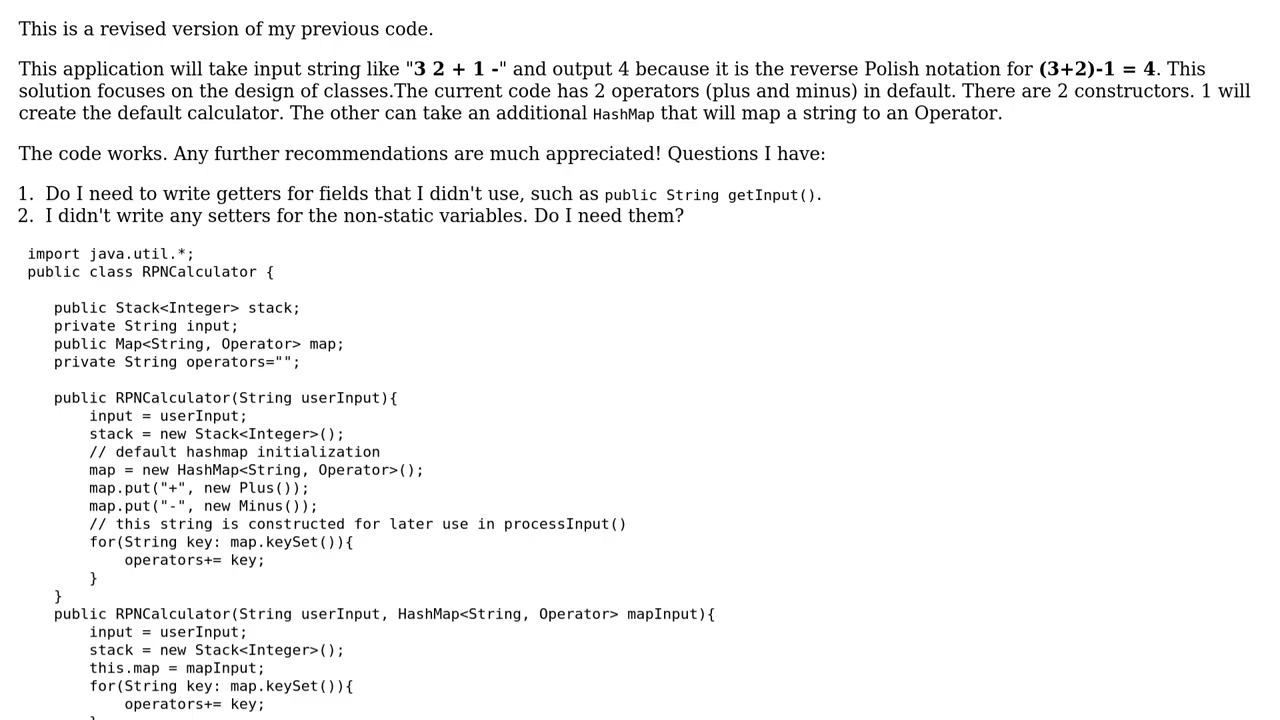 This is a revised version of my previous code.
This application will take input string like "3 2 + 1 -" and output 4 because it is the reverse Polish notation for (3+2)-1 = 4. This
solution focuses on the design of classes.The current code has 2 operators (plus and minus) in default. There are 2 constructors. 1 will
create the default calculator. The other can take an additional HashMap that will map a string to an Operator.
The code works. Any further recommendations are much appreciated! Questions I have:
1. Do I need to write getters for fields that I didn't use, such as public String getInput().
2. I didn't write any setters for the non-static variables. Do I need them?
import java.util.*;
public class RPNCalculator {
public Stack<Integer> stack;
private String input;
public Map<String, Operator> map;
private String operators="";
public RPNCalculator(String userInput){
input = userInput;
stack = new Stack<Integer>();
// default hashmap initialization
map = new HashMap<String, Operator>();
map.put("+", new Plus());
map.put("-", new Minus());
// this string is constructed for later use in processInput()
for(String key: map.keySet()){
operators+= key;
}
}
public RPNCalculator(String userInput, HashMap<String, Operator> mapInput){
input = userInput;
stack = new Stack<Integer>();
this.map = mapInput;
for(String key: map.keySet()){
operators+= key;
}